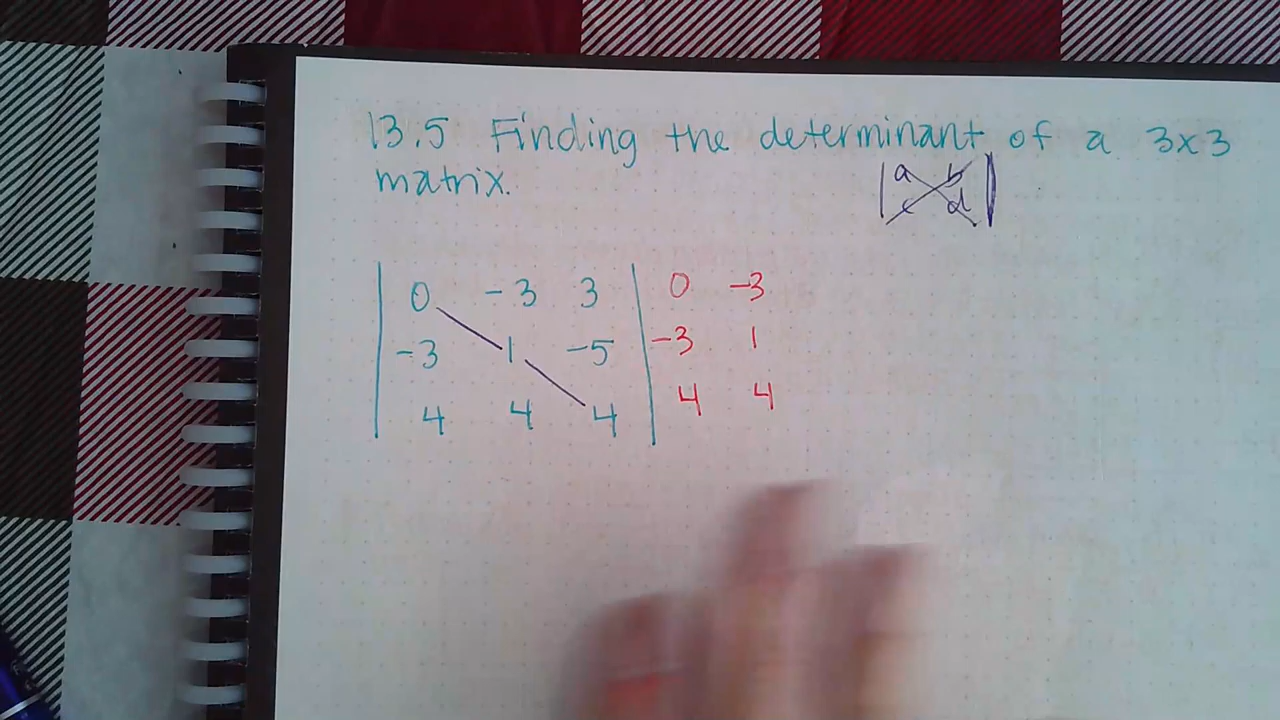 13.5 Finding the determinant of a 3x3
matrix.
a b
c d
0 -3 3 0 -3
-3 1 -5 -3 1
4 4 4 4 4